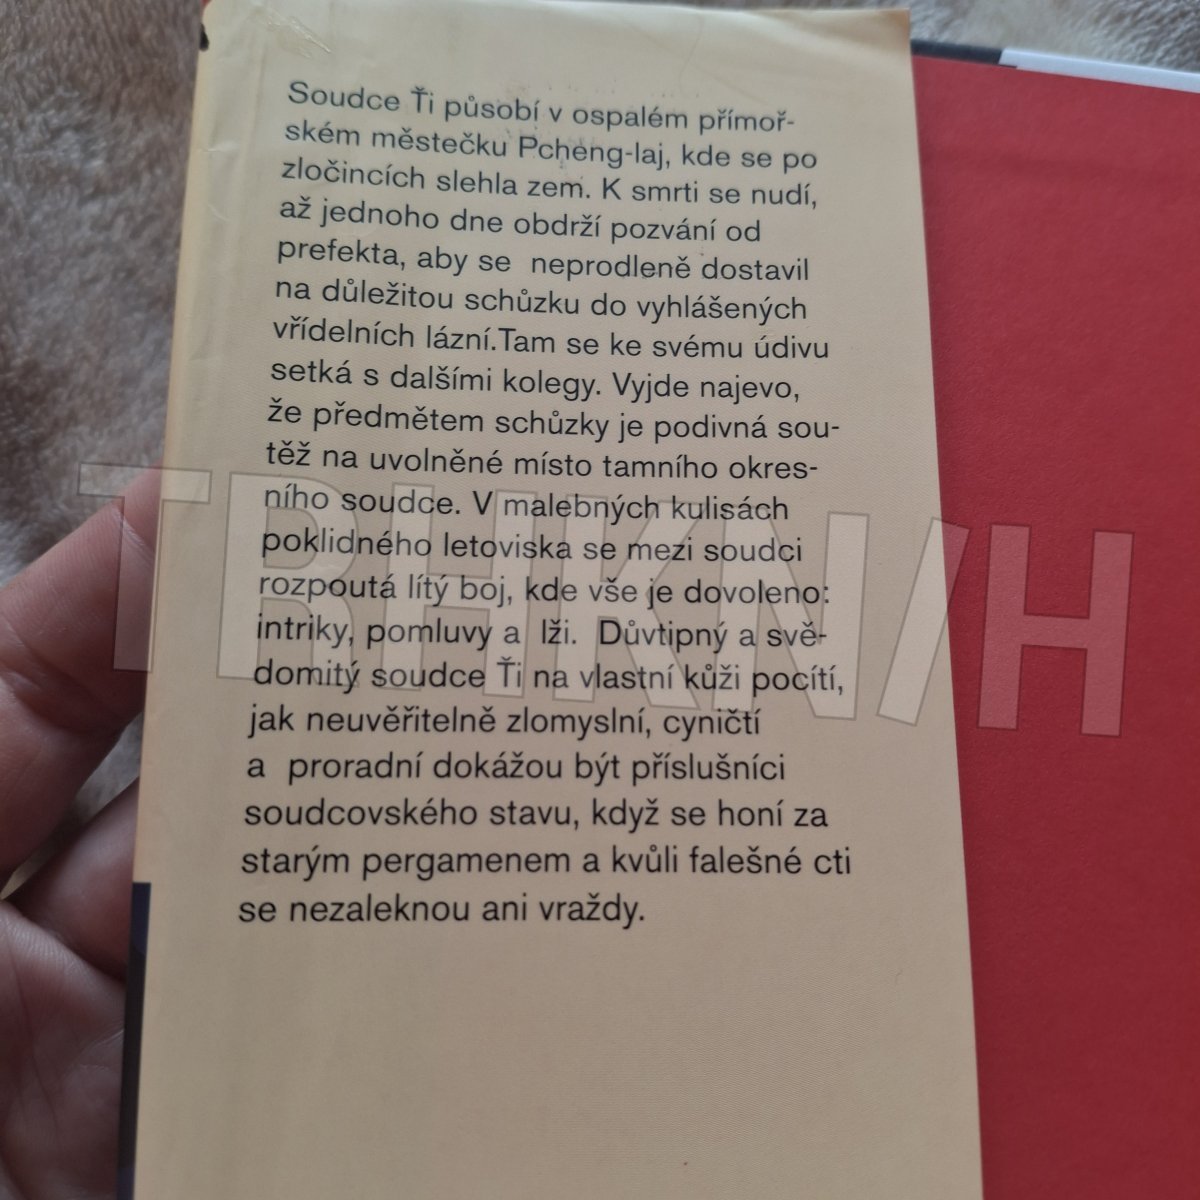 Soudce Ťi působí v ospalém přímoř-
ském městečku Pcheng-laj, kde se po
zločincích slehla zem. K smrti se nudí,
až jednoho dne obdrží pozvání od
prefekta, aby se neprodleně dostavil
na důležitou schůzku do vyhlášených
vřídelních lázní.Tam se ke svému údivu
setká s dalšími kolegy. Vyjde najevo,
že předmětem schůzky je podivná sou-
těž na uvolněné místo tamního okres-
ního soudce. V malebných kulisách
poklidného letoviska se mezi soudci
rozpoutá lítý boj, kde vše je dovoleno:
intriky, pomluvy a lži. Důvtipný a svě-
domitý soudce Ťi na vlastní kůži pocítí,
jak neuvěřitelně zlomyslní, cyničtí
a proradní dokážou být příslušníci
soudcovského stavu, když se honí za
starým pergamenem a kvůli falešné cti
se nezaleknou ani vraždy.
TRHKNIH